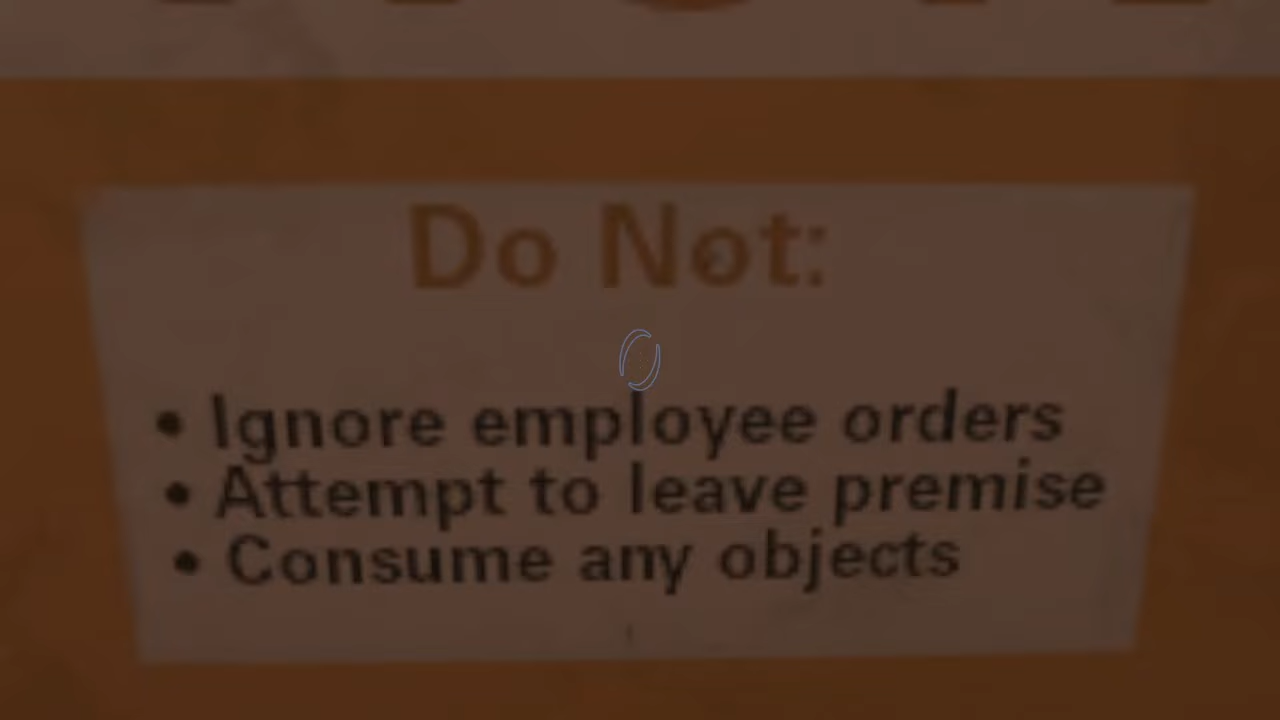 Do Not:
• Ignore employee orders
• Attempt to leave premise
• Consume any objects